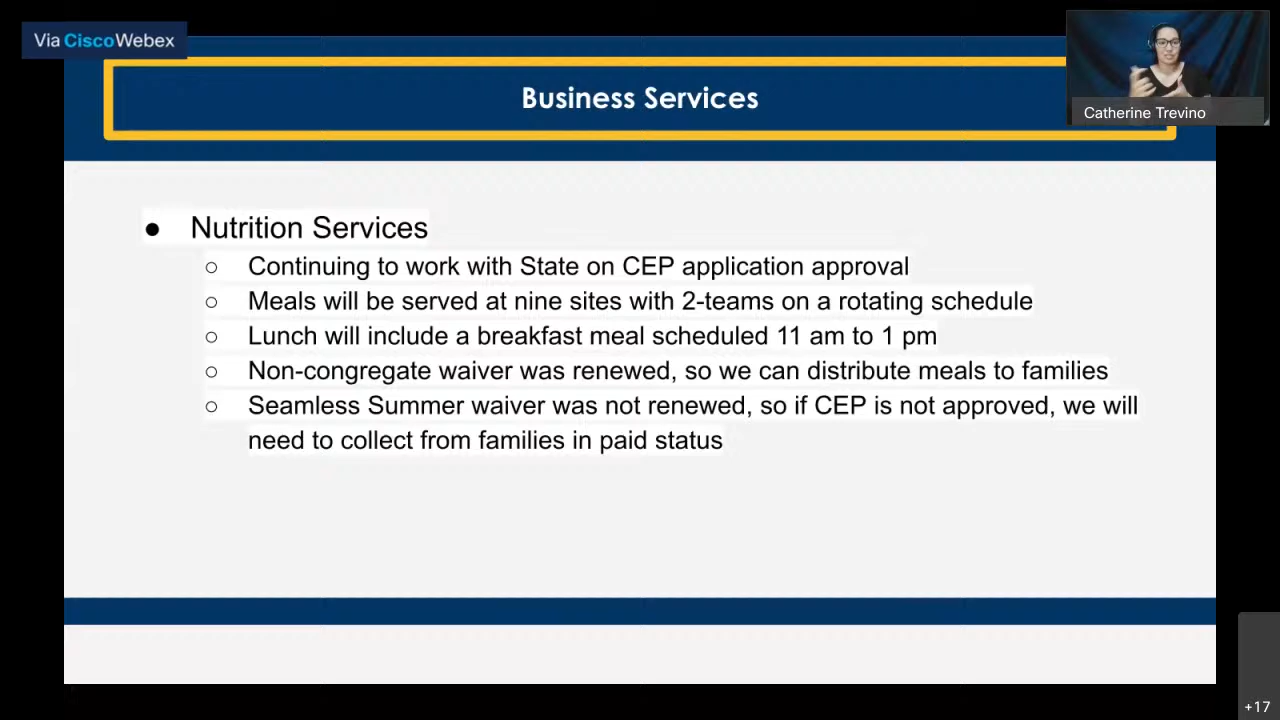 Via CiscoWebex
Business Services
Catherine Trevino
● Nutrition Services
○ Continuing to work with State on CEP application approval
○ Meals will be served at nine sites with 2-teams on a rotating schedule
○ Lunch will include a breakfast meal scheduled 11 am to 1 pm
○ Non-congregate waiver was renewed, so we can distribute meals to families
○ Seamless Summer waiver was not renewed, so if CEP is not approved, we will
need to collect from families in paid status
+17